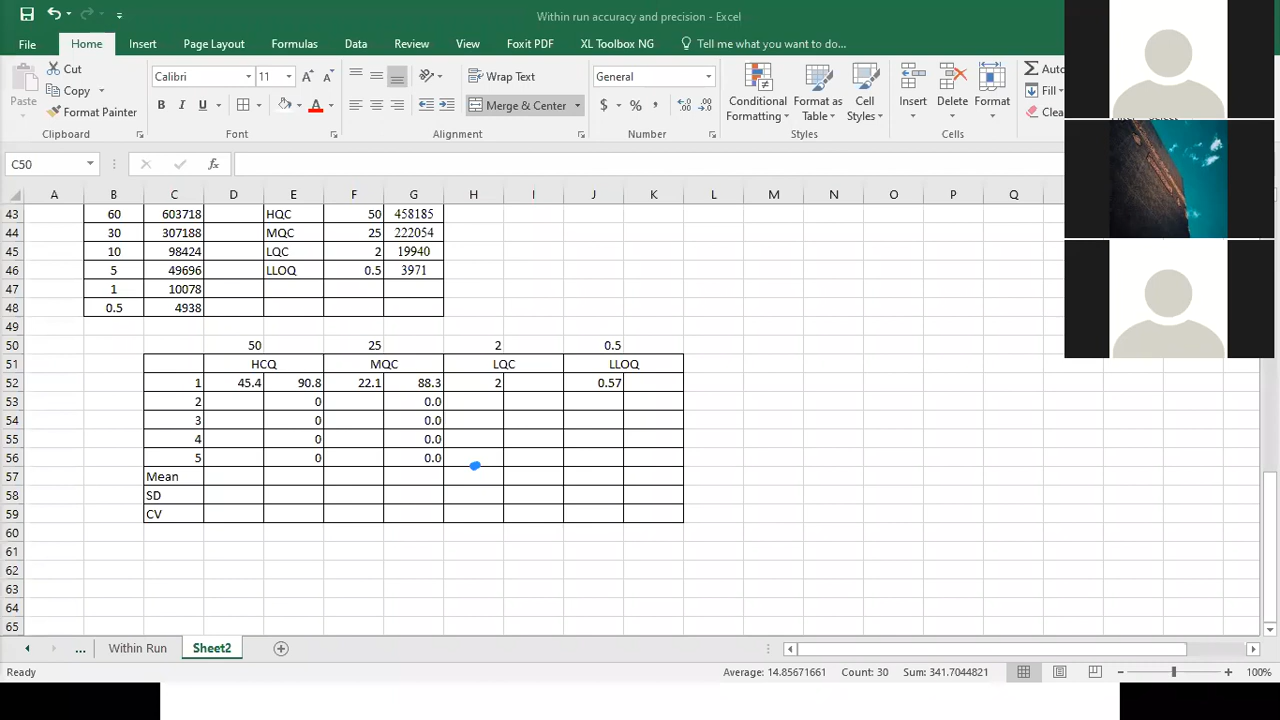 Within run accuracy and precision - Excel
File Home Insert Page Layout Formulas Data Review View Foxit PDF XL Toolbox NG Tell me what you want to do...
Paste Cut Copy Format Painter
Calibri 11
B I U A
Wrap Text
Merge & Center
General
$ % ,
Conditional Formatting Format as Table Cell Styles
Insert Delete Format
Auto
Fill
Clea
Clipboard Font Alignment Number Styles Cells
C50 fx
A B C D E F G H I J K L M N O P Q
43 60 603718 HQC 50 458185
44 30 307188 MQC 25 222054
45 10 98424 LQC 2 19940
46 5 49696 LLOQ 0.5 3971
47 1 10078
48 0.5 4938
49
50 50 25 2 0.5
51 HCQ MQC LQC LLOQ
52 1 45.4 90.8 22.1 88.3 2 0.57
53 2 0 0.0
54 3 0 0.0
55 4 0 0.0
56 5 0 0.0
57 Mean
58 SD
59 CV
60
61
62
63
64
65
... Within Run Sheet2
Ready Average: 14.85671661 Count: 30 Sum: 341.7044821 100%